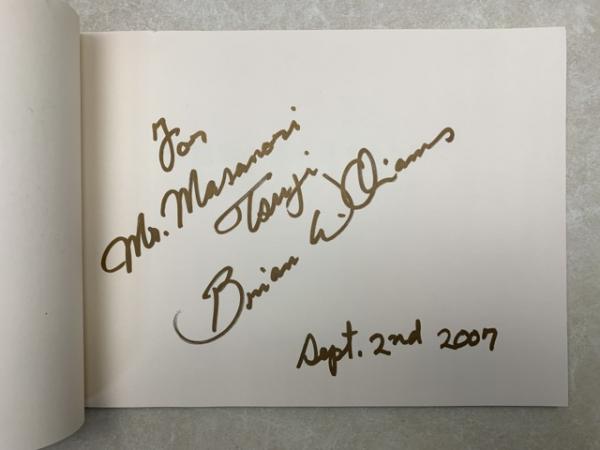 For
Mr. Masanori
Tsuji
Brian Williams
Sept. 2nd 2007